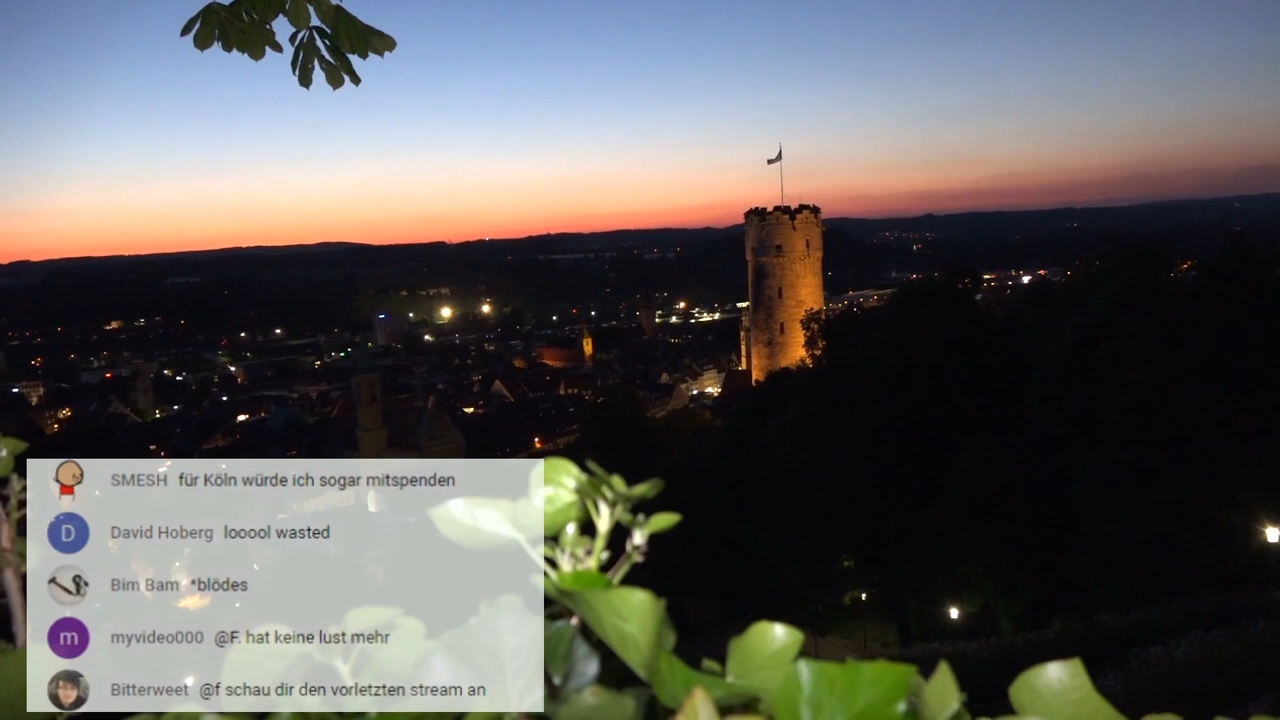 SMESH für Köln würde ich sogar mitspenden
David Hoberg looool wasted
D
Bim Bam *blödes
m
myvideo000 @F. hat keine lust mehr
Bitterweet @f schau dir den vorletzten stream an